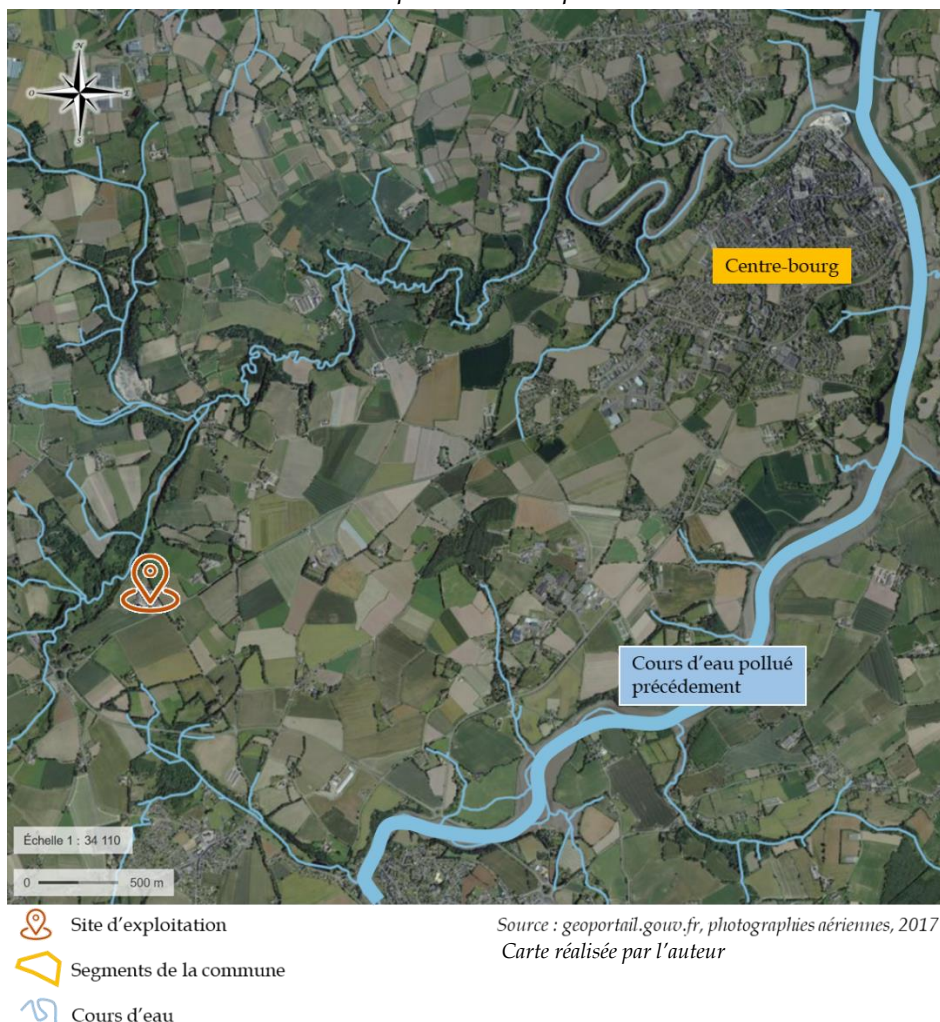 N
O
E
S
Centre-bourg
Cours d'eau pollué
précédement
Échelle 1 : 34 110
0
500 m
Site d'exploitation
Source : geoportail.gouv.fr, photographies aériennes, 2017
Carte réalisée par l'auteur
Segments de la commune
Cours d'eau